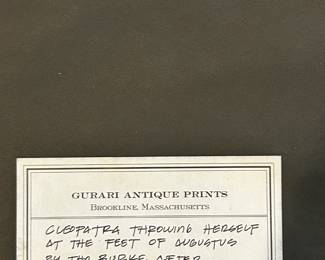 GURARI ANTIQUE PRINTS
BROOKLINE, MASSACHUSETTS
CLEOPATRA THROWING HERSELF
AT THE FEET OF AUGUSTUS
BY THO BURKE, AFTER